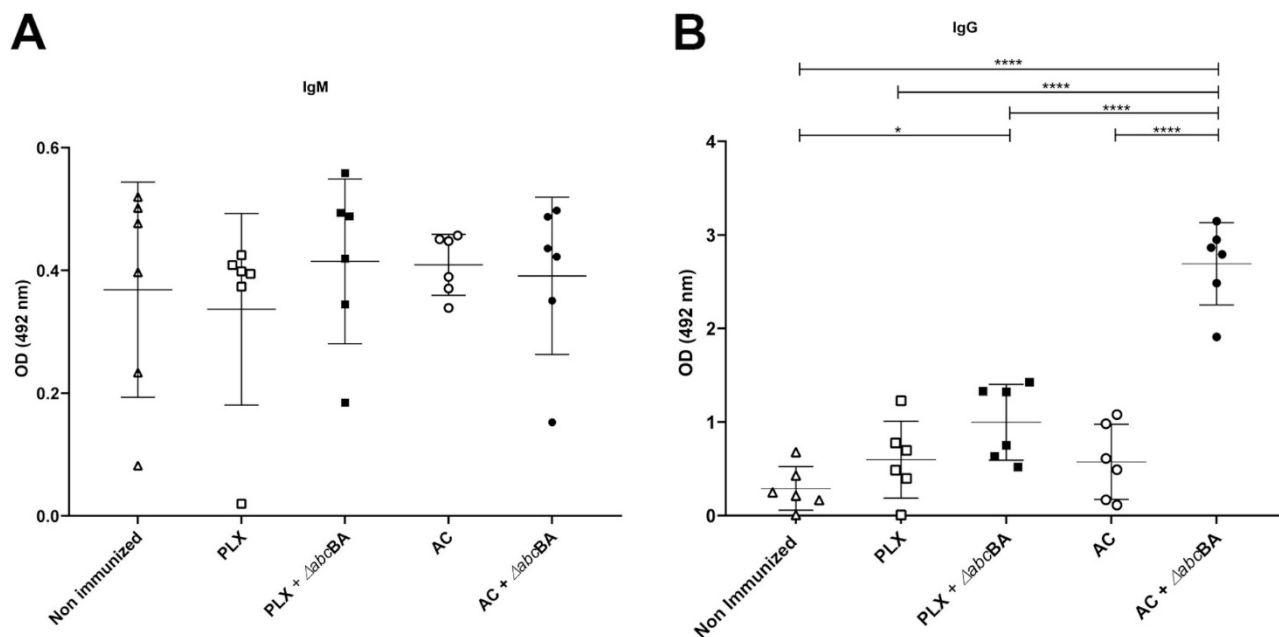 A
IgM
OD (492 nm)
0.6
0.4
0.2
0.0
Non immunized
PLX
PLX + ΔabcBA
AC
AC + ΔabcBA
B
IgG
****
****
****
*
****
OD (492 nm)
4
3
2
1
0
Non Immunized
PLX
PLX + ΔabcBA
AC
AC + ΔabcBA